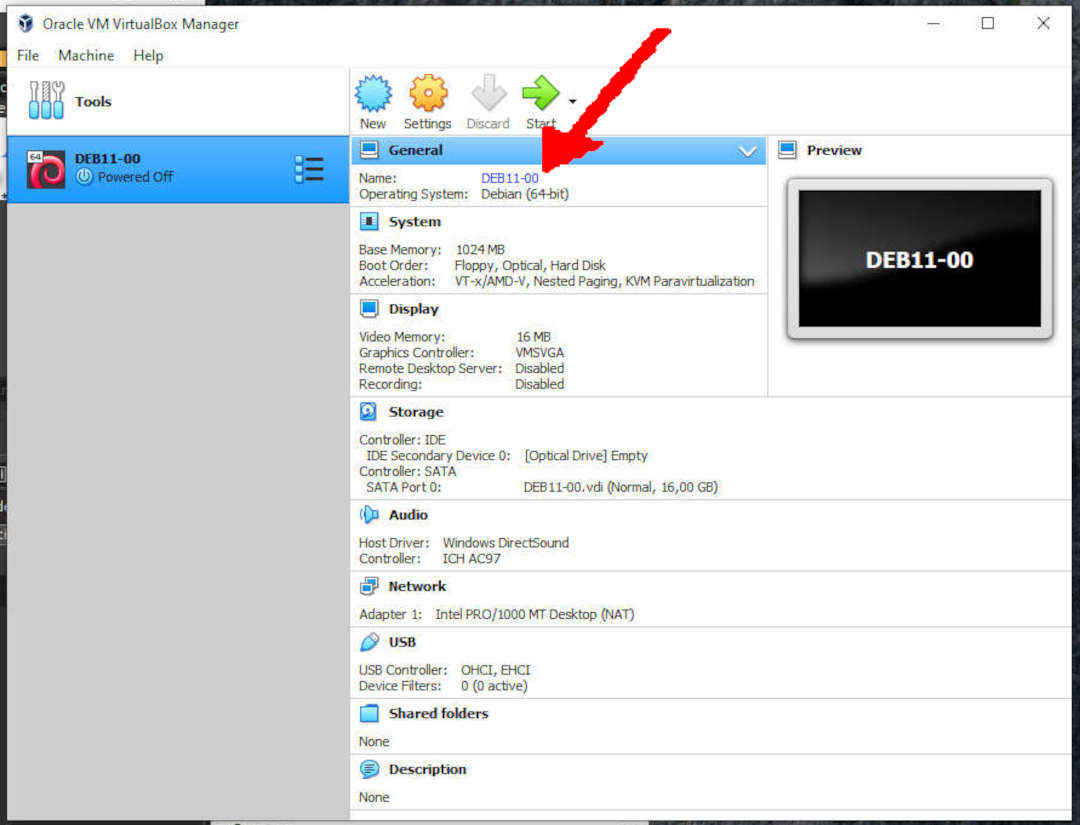 Oracle VM VirtualBox Manager
File Machine Help
Tools
New Settings Discard Start
64
DEB11-00
Powered Off
General
Name: DEB11-00
Operating System: Debian (64-bit)
System
Base Memory: 1024 MB
Boot Order: Floppy, Optical, Hard Disk
Acceleration: VT-x/AMD-V, Nested Paging, KVM Paravirtualization
Display
Video Memory: 16 MB
Graphics Controller: VMSVGA
Remote Desktop Server: Disabled
Recording: Disabled
Preview
DEB11-00
Storage
Controller: IDE
IDE Secondary Device 0: [Optical Drive] Empty
Controller: SATA
SATA Port 0: DEB11-00.vdi (Normal, 16,00 GB)
Audio
Host Driver: Windows DirectSound
Controller: ICH AC97
Network
Adapter 1: Intel PRO/1000 MT Desktop (NAT)
USB
USB Controller: OHCI, EHCI
Device Filters: 0 (0 active)
Shared folders
None
Description
None